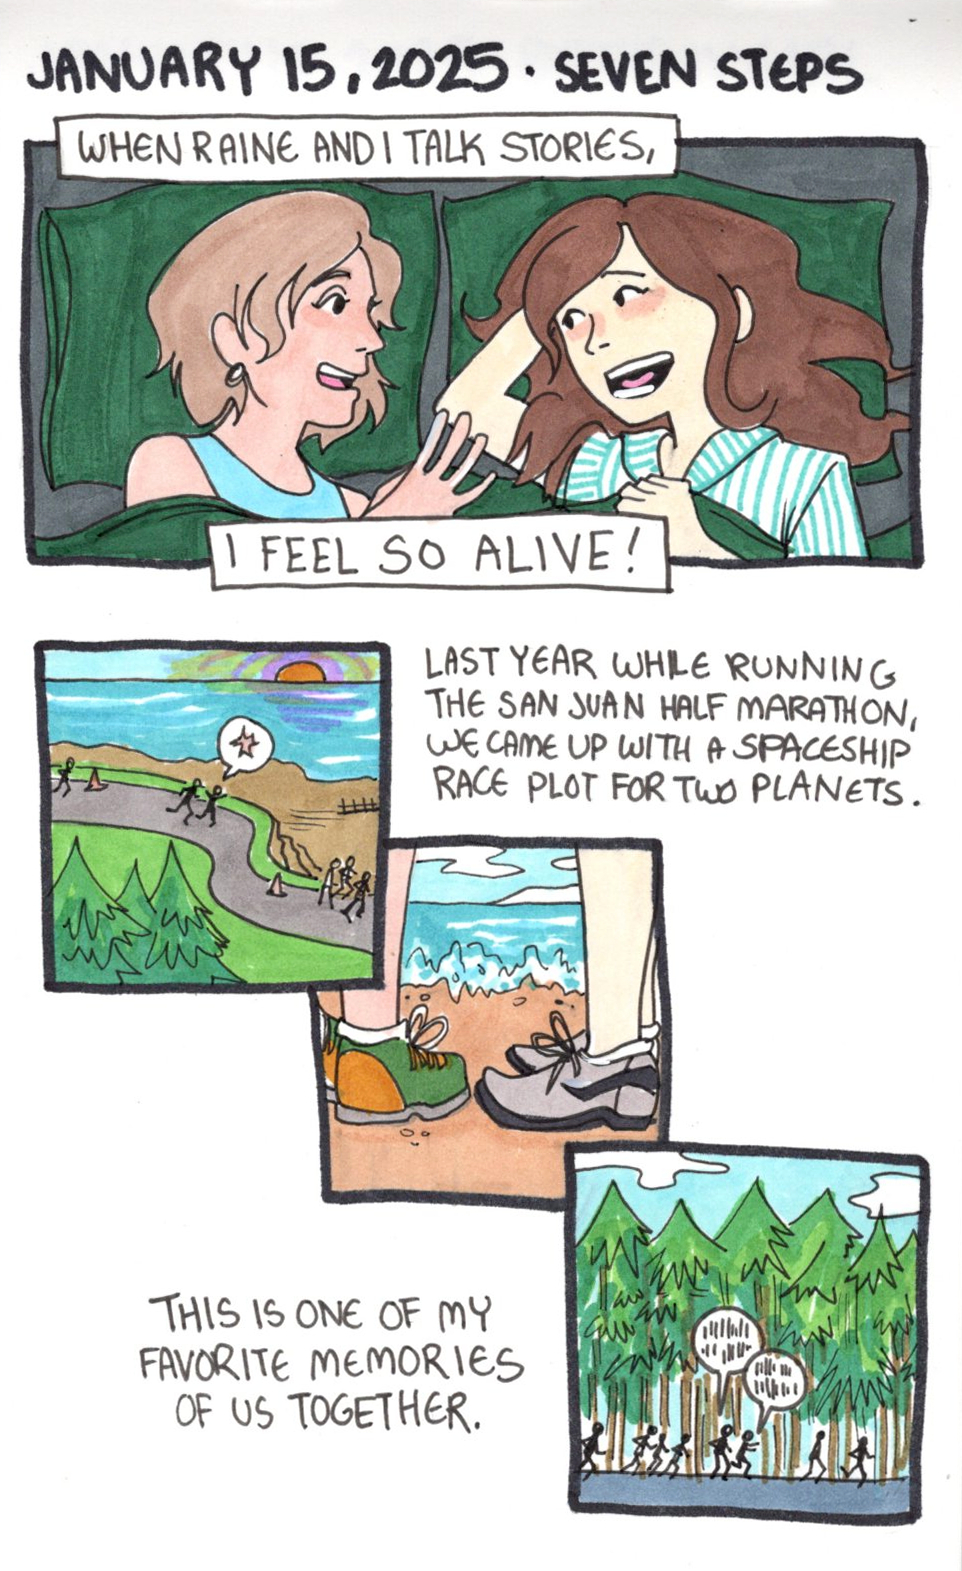 JANUARY 15, 2025 · SEVEN STEPS
WHEN RAINE AND I TALK STORIES,
I FEEL SO ALIVE!
LAST YEAR WHILE RUNNING
THE SAN JUAN HALF MARATHON,
WE CAME UP WITH A SPACESHIP
RACE PLOT FOR TWO PLANETS.
THIS IS ONE OF MY
FAVORITE MEMORIES
OF US TOGETHER.